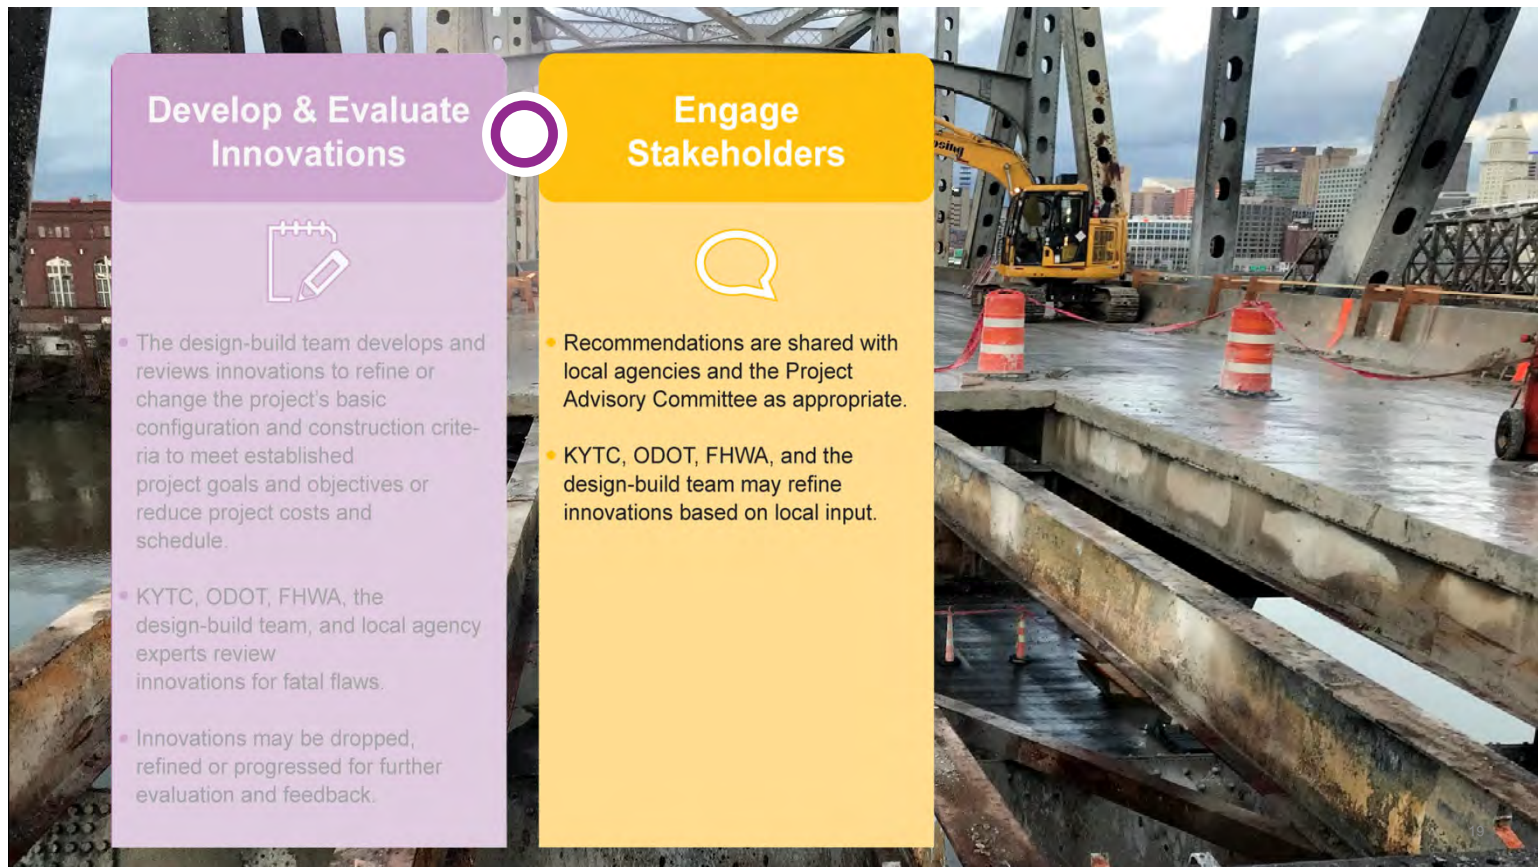 Develop & Evaluate
Innovations
The design-build team develops and
reviews innovations to refine or
change the project's basic
configuration and construction crite-
ria to meet established
project goals and objectives or
reduce project costs and
schedule.
KYTC, ODOT, FHWA, the
design-build team, and local agency
experts review
innovations for fatal flaws.
Innovations may be dropped,
refined or progressed for further
evaluation and feedback.
Engage
Stakeholders
Recommendations are shared with
local agencies and the Project
Advisory Committee as appropriate.
KYTC, ODOT, FHWA, and the
design-build team may refine
innovations based on local input.
19